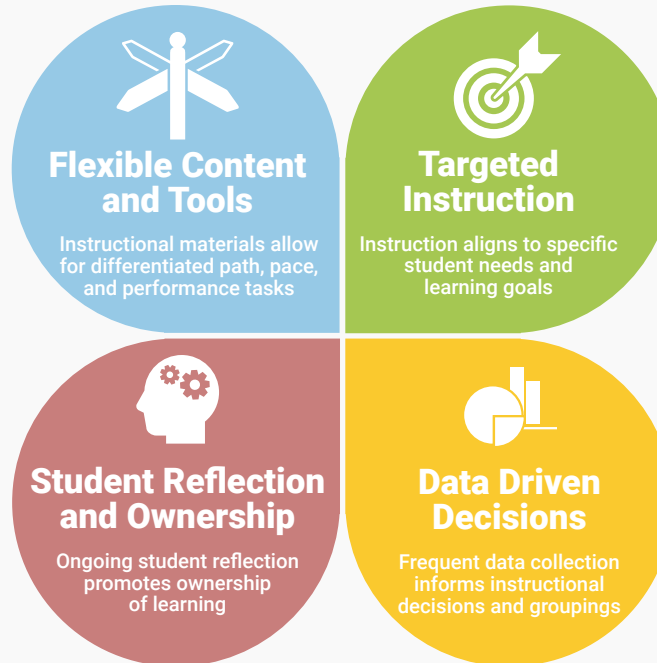 Flexible Content
and Tools
Instructional materials allow
for differentiated path, pace,
and performance tasks
Targeted
Instruction
Instruction aligns to specific
student needs and
learning goals
Student Reflection
and Ownership
Ongoing student reflection
promotes ownership
of learning
Data Driven
Decisions
Frequent data collection
informs instructional
decisions and groupings